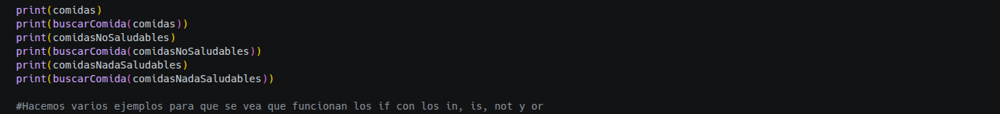 print(comidas)
print(buscarComida(comidas))
print(comidasNoSaludables)
print(buscarComida(comidasNoSaludables))
print(comidasNadaSaludables)
print(buscarComida(comidasNadaSaludables))
#Hacemos varios ejemplos para que se vea que funcionan los if con los in, is, not y or